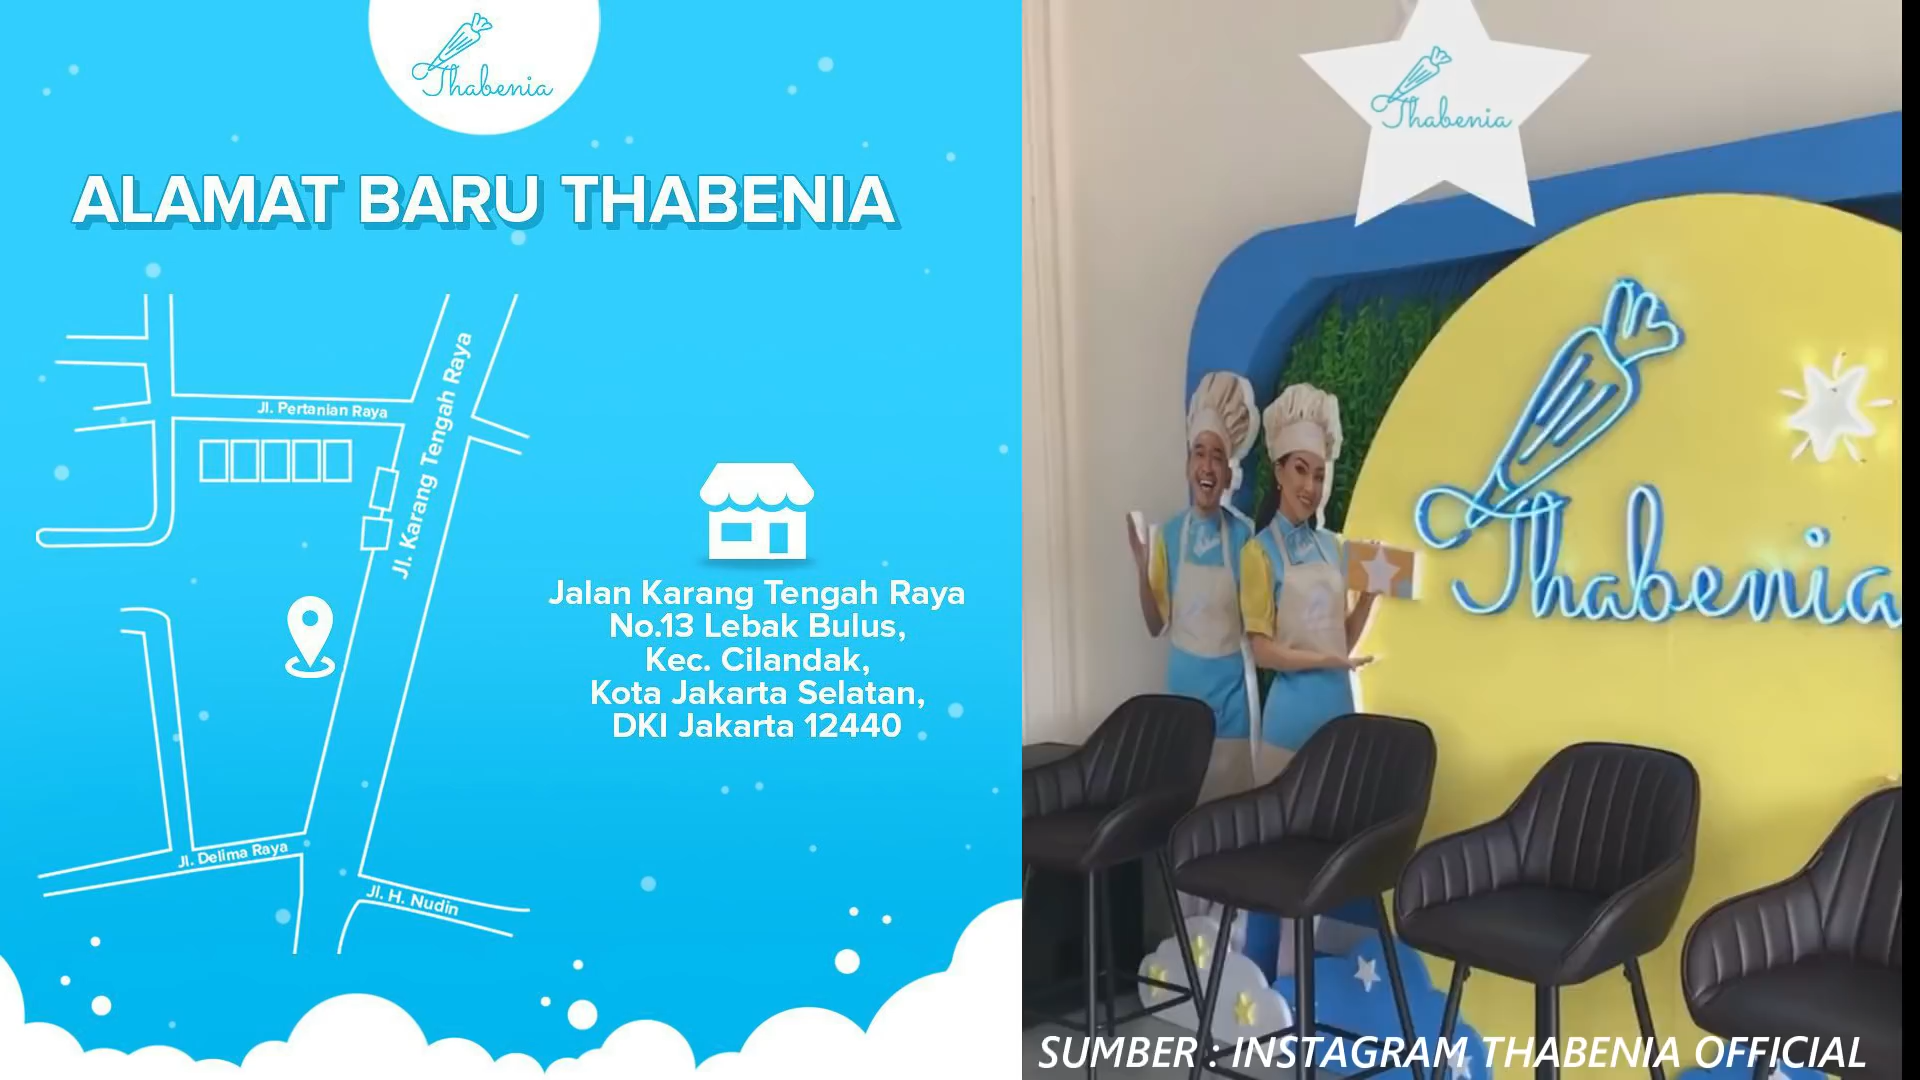 Thabenia
ALAMAT BARU THABENIA
Jl. Pertanian Raya
Jl. Karang Tengah Raya
Jalan Karang Tengah Raya
No.13 Lebak Bulus,
Kec. Cilandak,
Kota Jakarta Selatan,
DKI Jakarta 12440
Jl. Delima Raya
Jl. H. Nudin
Thabenia
Thabenia
SUMBER : INSTAGRAM THABENIA OFFICIAL